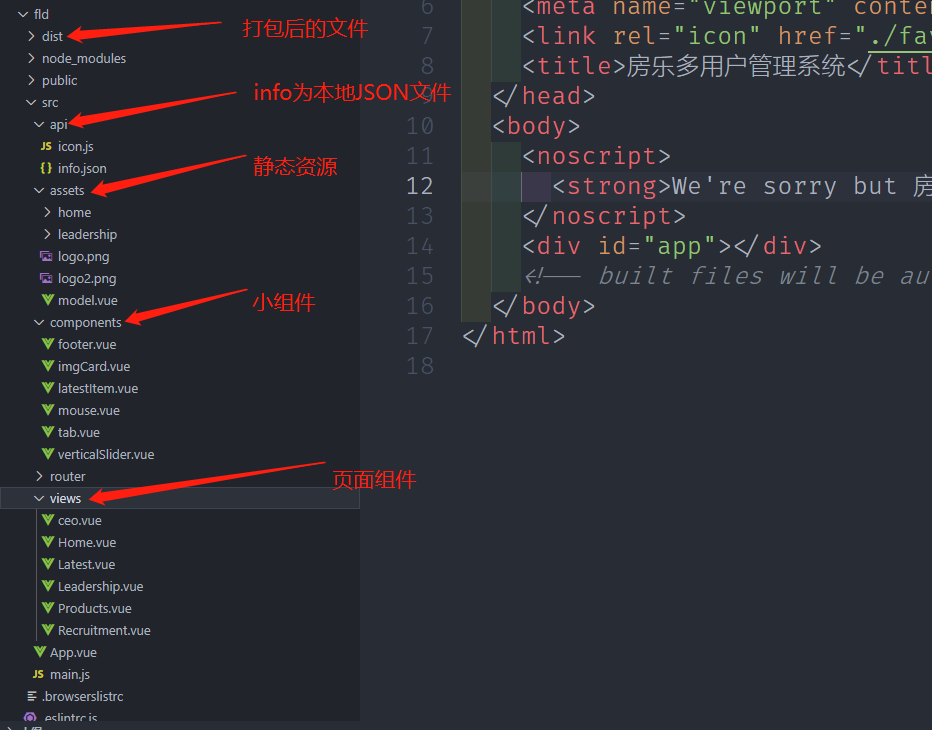 fld
dist
打包后的文件
node_modules
public
src
info为本地JSON文件
api
JS icon.js
{} info.json
静态资源
assets
home
leadership
logo.png
logo2.png
model.vue
小组件
components
footer.vue
imgCard.vue
latestItem.vue
mouse.vue
tab.vue
verticalSlider.vue
router
页面组件
views
ceo.vue
Home.vue
Latest.vue
Leadership.vue
Products.vue
Recruitment.vue
App.vue
JS main.js
.browserslistrc
.eslintrc.js
6 <meta name="viewport" conten
7 <link rel="icon" href="./fav
8 <title>房乐多用户管理系统</titl
9 </head>
10 <body>
11 <noscript>
12 <strong>We're sorry but 房
13 </noscript>
14 <div id="app"></div>
15 <!-- built files will be au
16 </body>
17 </html>
18